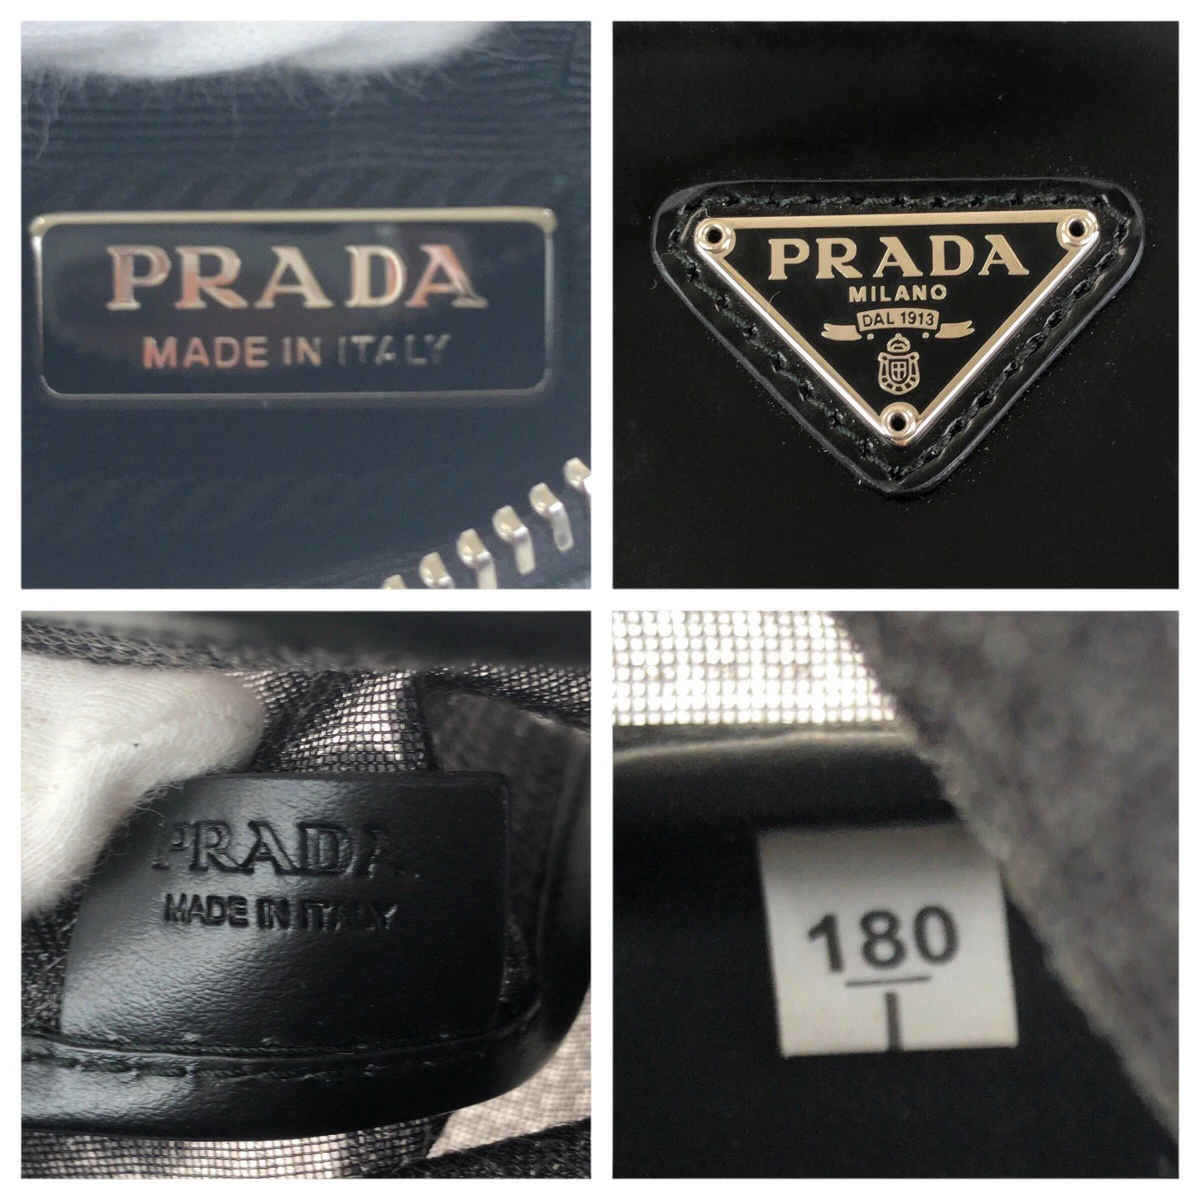 PRADA
MADE IN ITALY
PRADA
MILANO
DAL 1913
PRADA
MADE IN ITALY
180